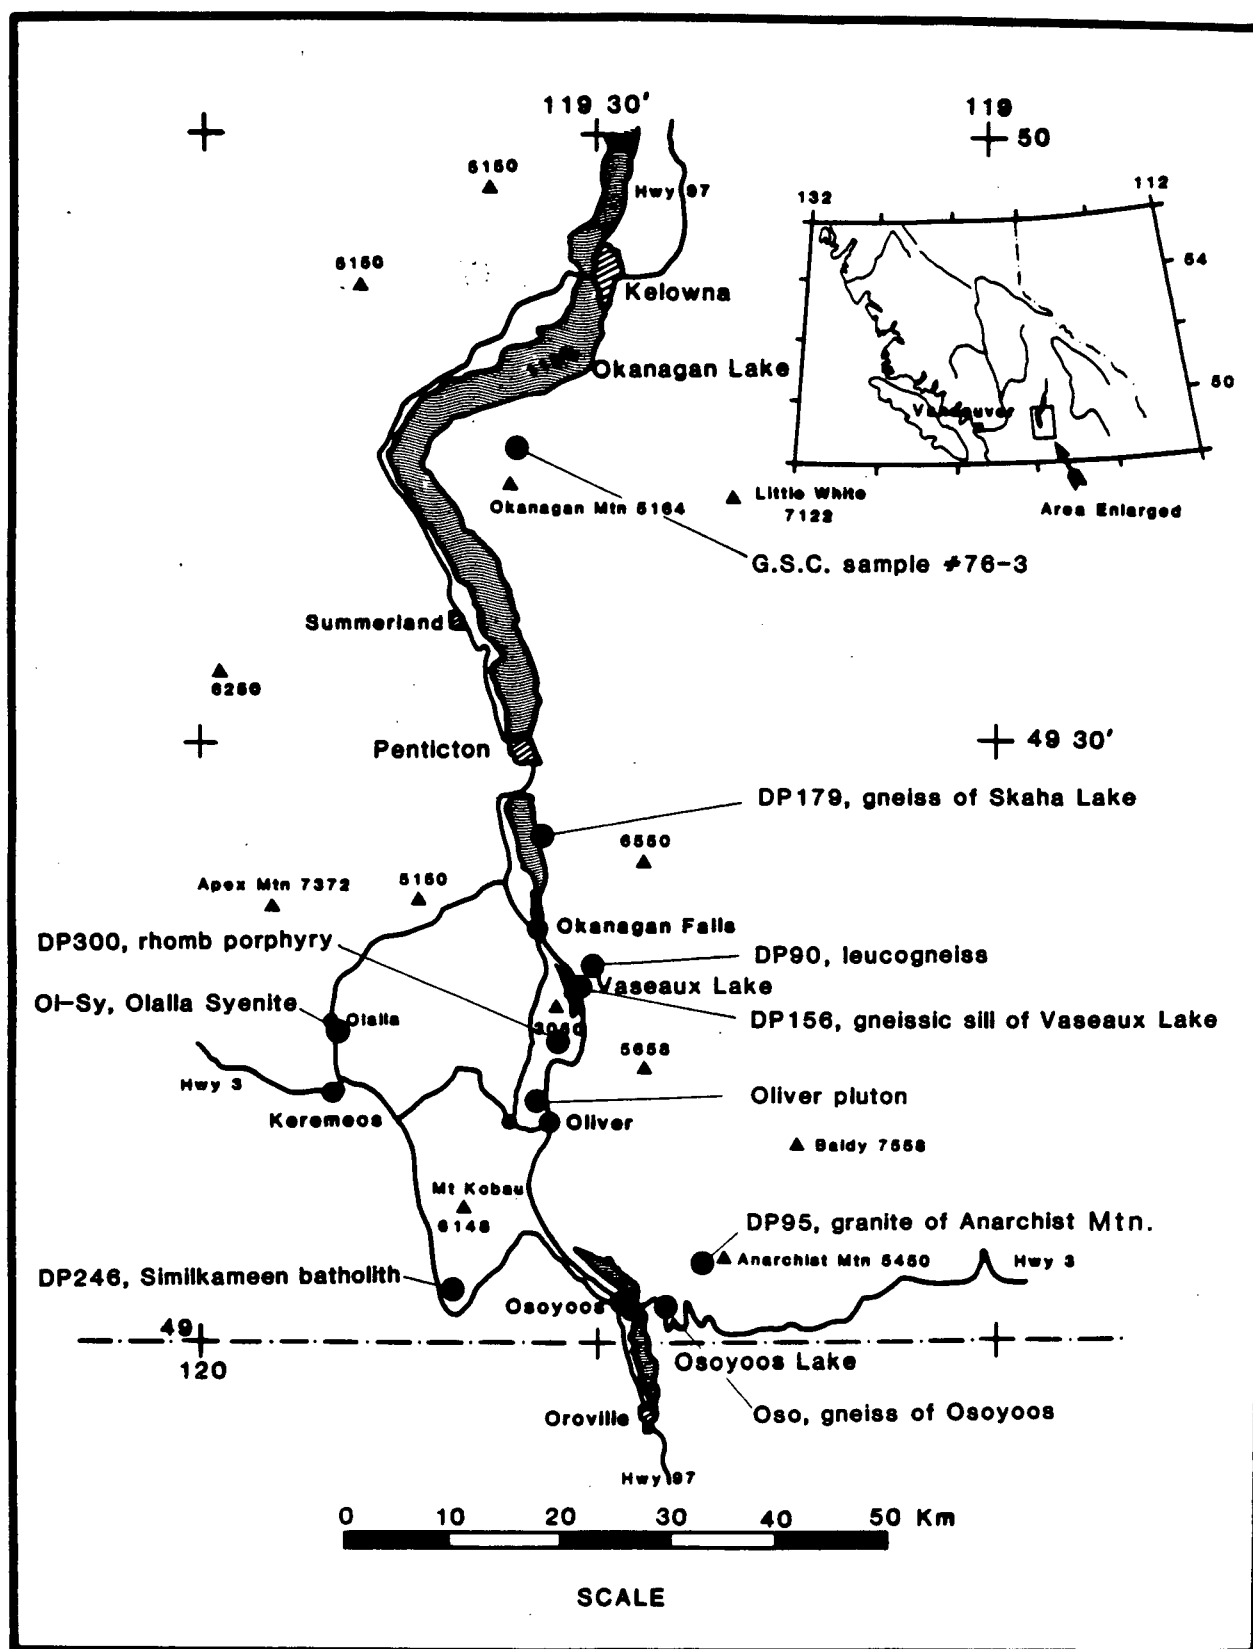 119 30'
119
50
5150
Hwy 97
132
112
5150
54
Kelowna
Okanagan Lake
50
Vancouver
Okanagan Mtn 5164
Little White
7122
Area Enlarged
G.S.C. sample #76-3
Summerland
6250
Penticton
49 30'
DP179, gneiss of Skaha Lake
6550
Apex Mtn 7372
5150
Okanagan Falls
DP300, rhomb porphyry
DP90, leucogneiss
Vaseaux Lake
Ol-Sy, Olalla Syenite
Olalla
DP156, gneissic sill of Vaseaux Lake
5658
Hwy 3
Keremeos
Oliver pluton
Oliver
Baldy 7558
Mt Kobau
6148
DP95, granite of Anarchist Mtn.
Anarchist Mtn 5450
Hwy 3
DP246, Similkameen batholith
Osoyoos
49
120
Osoyoos Lake
Oroville
Oso, gneiss of Osoyoos
Hwy 97
0 10 20 30 40 50 Km
SCALE